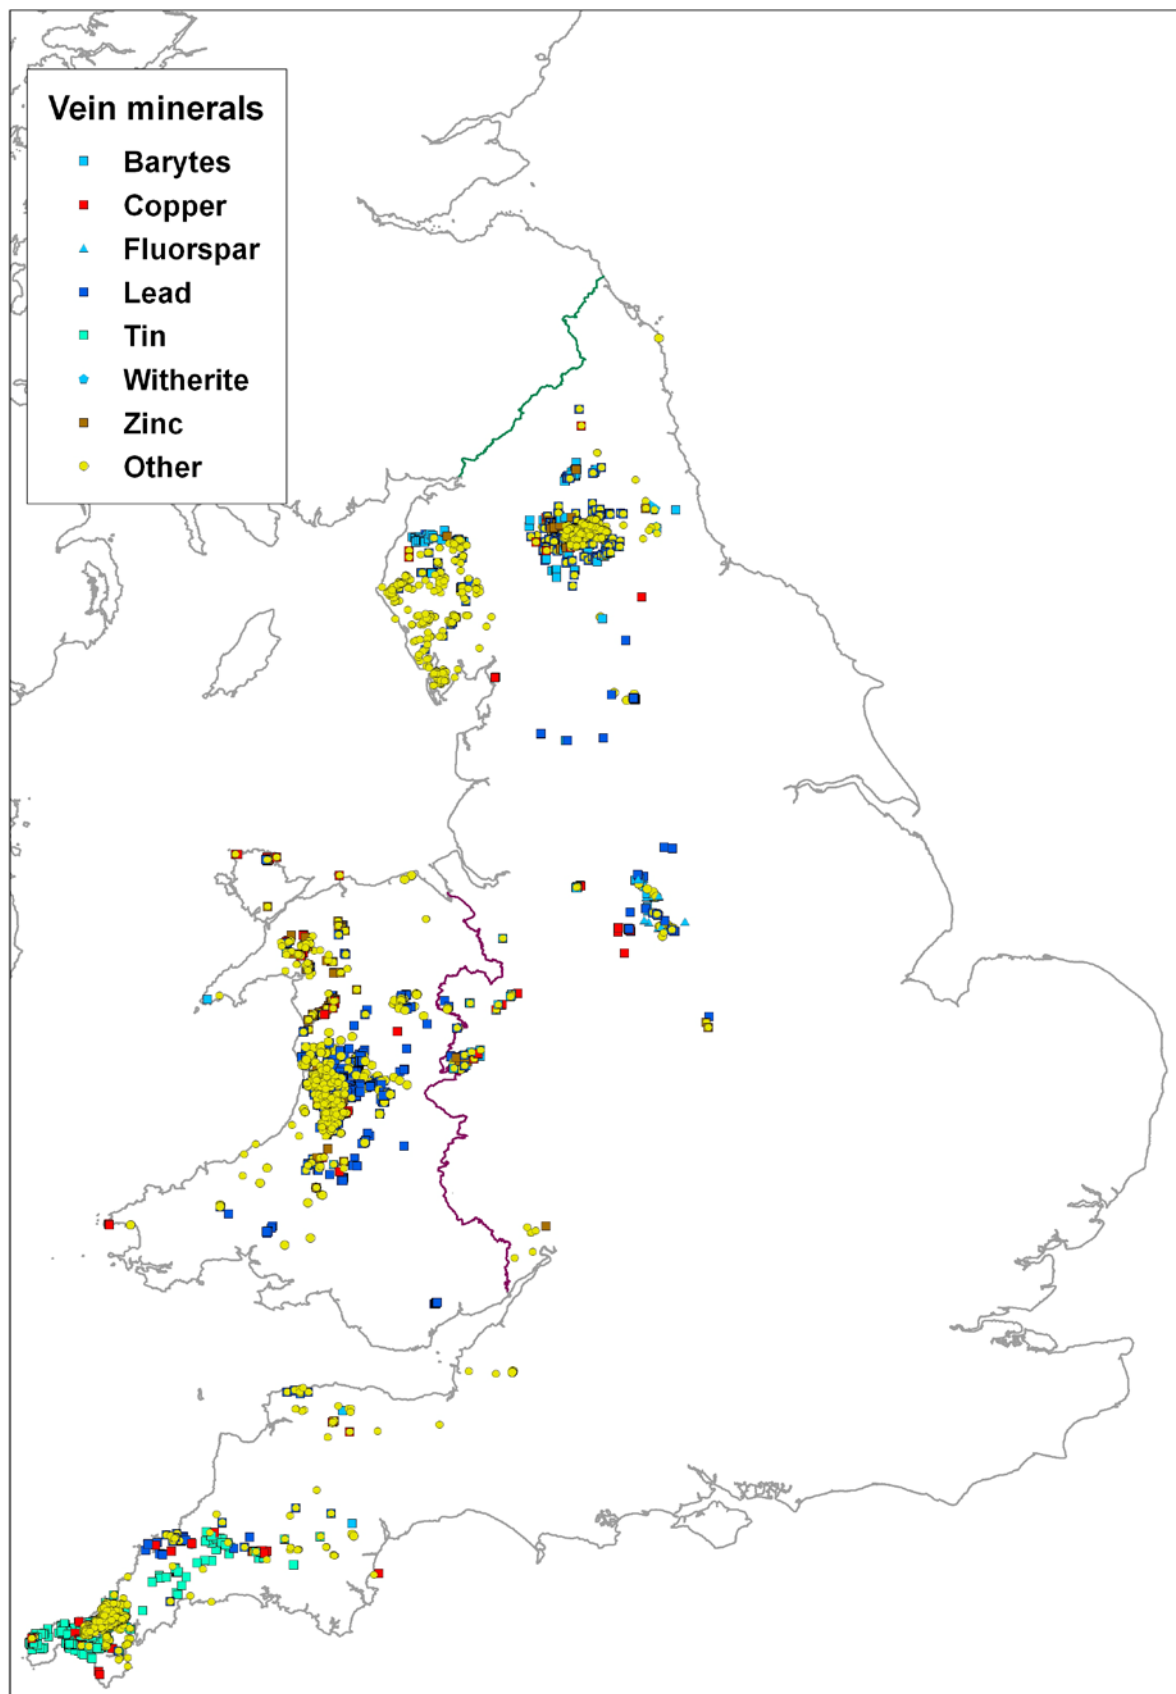 Vein minerals
Barytes
Copper
Fluorspar
Lead
Tin
Witherite
Zinc
Other